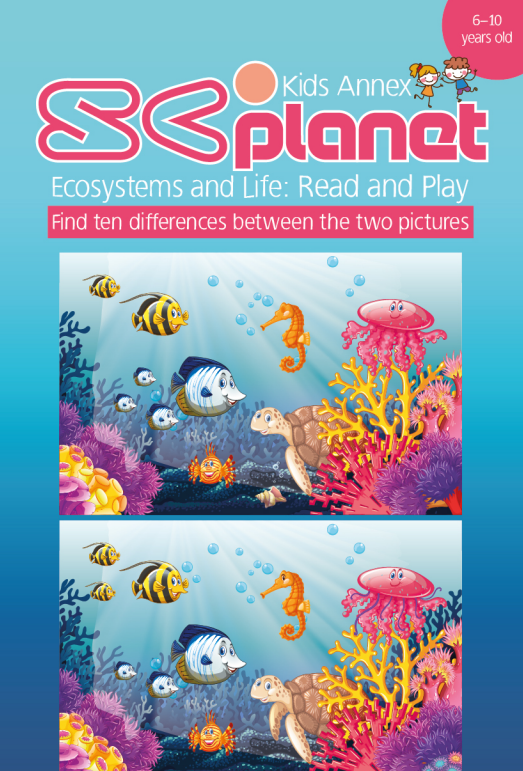 6–10
years old
Kids Annex
SC planet
Ecosystems and Life: Read and Play
Find ten differences between the two pictures